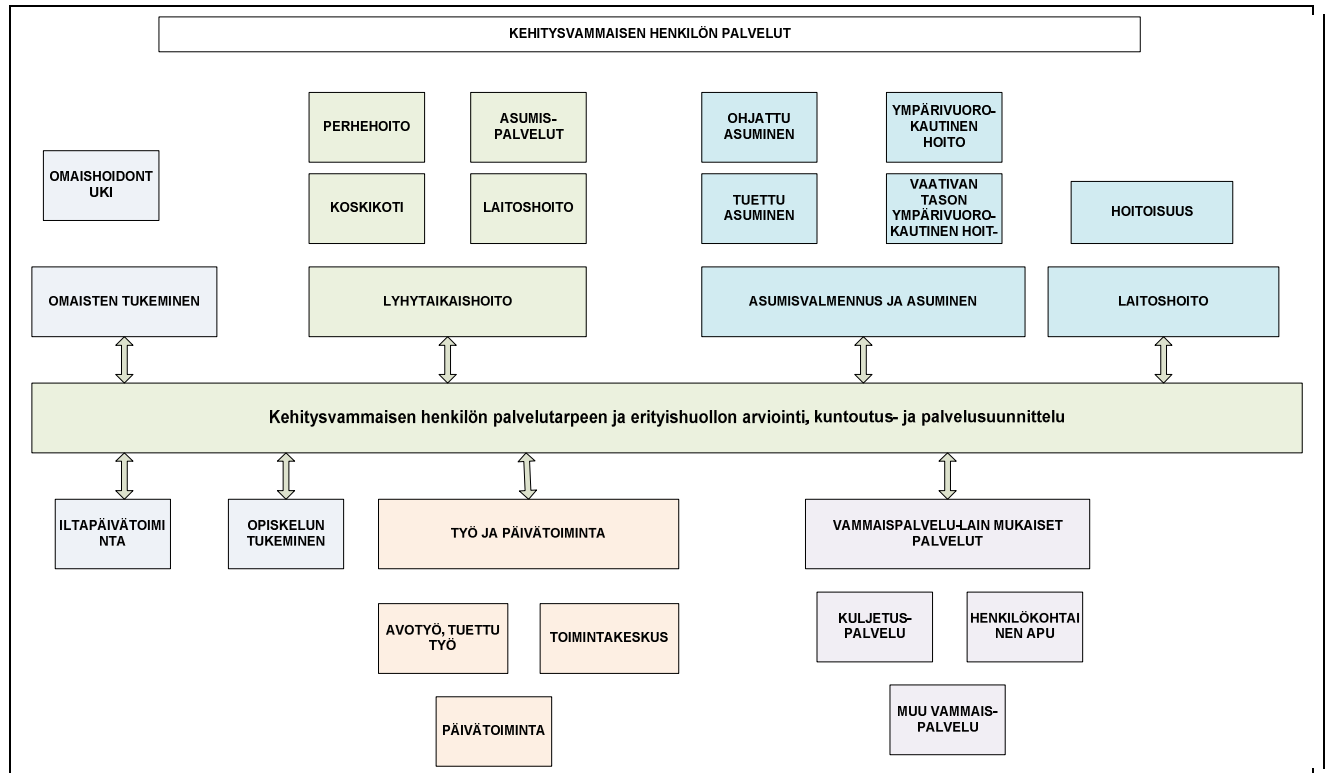 KEHITYSVAMMAISEN HENKILÖN PALVELUT
OMAISHOIDONT
UKI
PERHEHOITO
ASUMIS-
PALVELUT
KOSKIKOTI
LAITOSHOITO
OHJATTU
ASUMINEN
YMPÄRIVUORO-
KAUTINEN
HOITO
TUETTU
ASUMINEN
VAATIVAN
TASON
YMPÄRIVUORO-
KAUTINEN HOIT-
HOITOISUUS
OMAISTEN TUKEMINEN
LYHYTAIKAISHOITO
ASUMISVALMENNUS JA ASUMINEN
LAITOSHOITO
Kehitysvammaisen henkilön palvelutarpeen ja erityishuollon arviointi, kuntoutus- ja palvelusuunnittelu
ILTAPÄIVÄTOIMI
NTA
OPISKELUN
TUKEMINEN
TYÖ JA PÄIVÄTOIMINTA
VAMMAISPALVELU-LAIN MUKAISET
PALVELUT
AVOTYÖ, TUETTU
TYÖ
TOIMINTAKESKUS
PÄIVÄTOIMINTA
KULJETUS-
PALVELU
HENKILÖKOHTAI
NEN APU
MUU VAMMAIS-
PALVELU